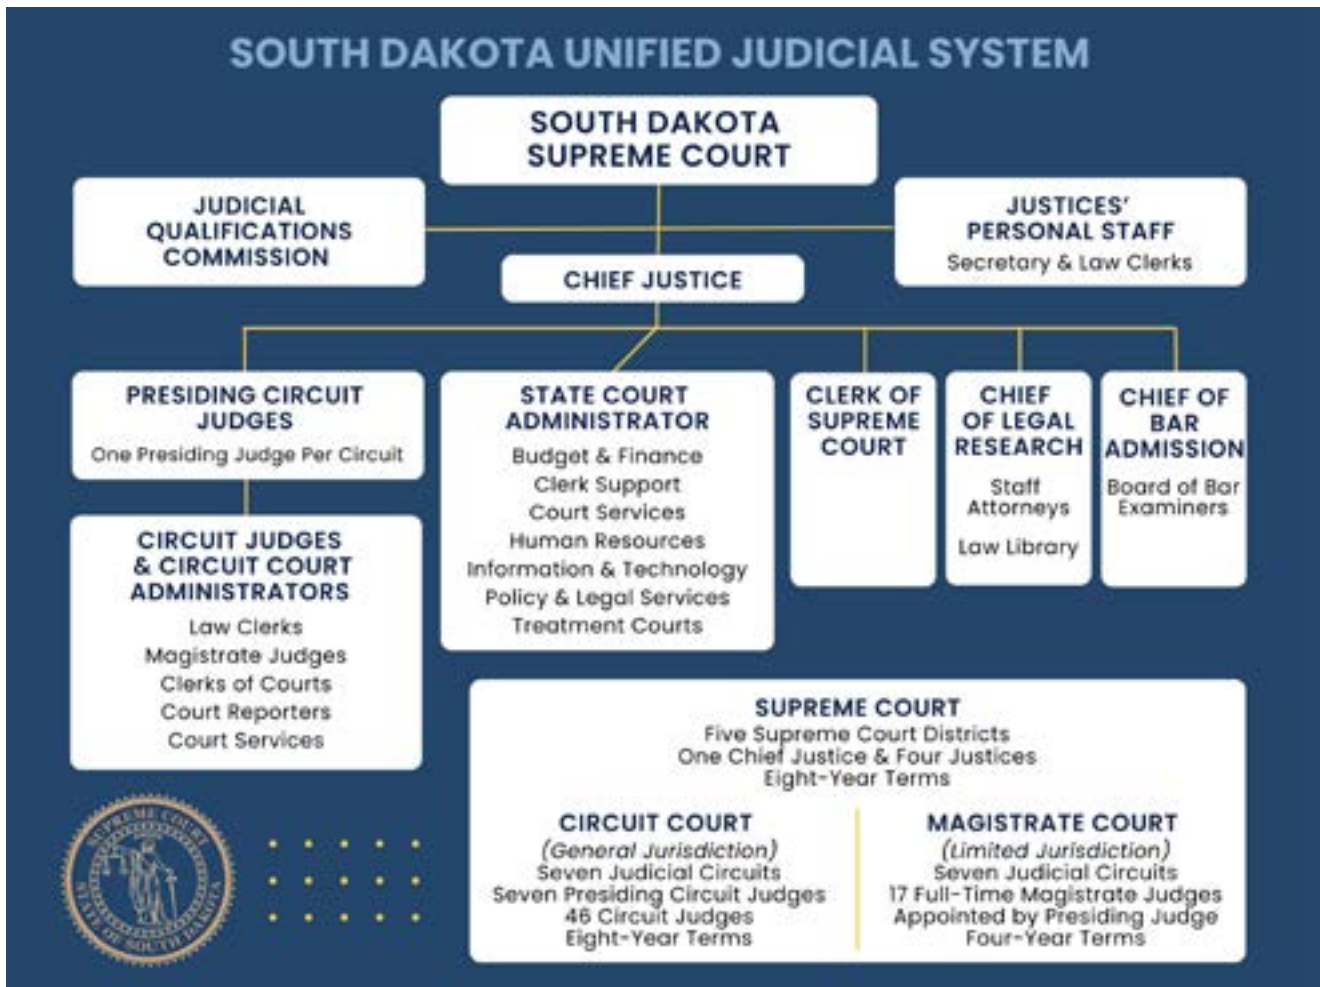 SOUTH DAKOTA UNIFIED JUDICIAL SYSTEM
SOUTH DAKOTA
SUPREME COURT
JUDICIAL
QUALIFICATIONS
COMMISSION
JUSTICES’
PERSONAL STAFF
Secretary & Law Clerks
CHIEF JUSTICE
PRESIDING CIRCUIT
JUDGES
One Presiding Judge Per Circuit
CIRCUIT JUDGES
& CIRCUIT COURT
ADMINISTRATORS
Law Clerks
Magistrate Judges
Clerks of Courts
Court Reporters
Court Services
STATE COURT
ADMINISTRATOR
Budget & Finance
Clerk Support
Court Services
Human Resources
Information & Technology
Policy & Legal Services
Treatment Courts
CLERK OF
SUPREME
COURT
CHIEF
OF LEGAL
RESEARCH
Staff
Attorneys
Law Library
CHIEF OF
BAR
ADMISSION
Board of Bar
Examiners
SUPREME COURT
Five Supreme Court Districts
One Chief Justice & Four Justices
Eight-Year Terms
CIRCUIT COURT
(General Jurisdiction)
Seven Judicial Circuits
Seven Presiding Circuit Judges
46 Circuit Judges
Eight-Year Terms
MAGISTRATE COURT
(Limited Jurisdiction)
Seven Judicial Circuits
17 Full-Time Magistrate Judges
Appointed by Presiding Judge
Four-Year Terms
SUPREME COURT
STATE OF SOUTH DAKOTA